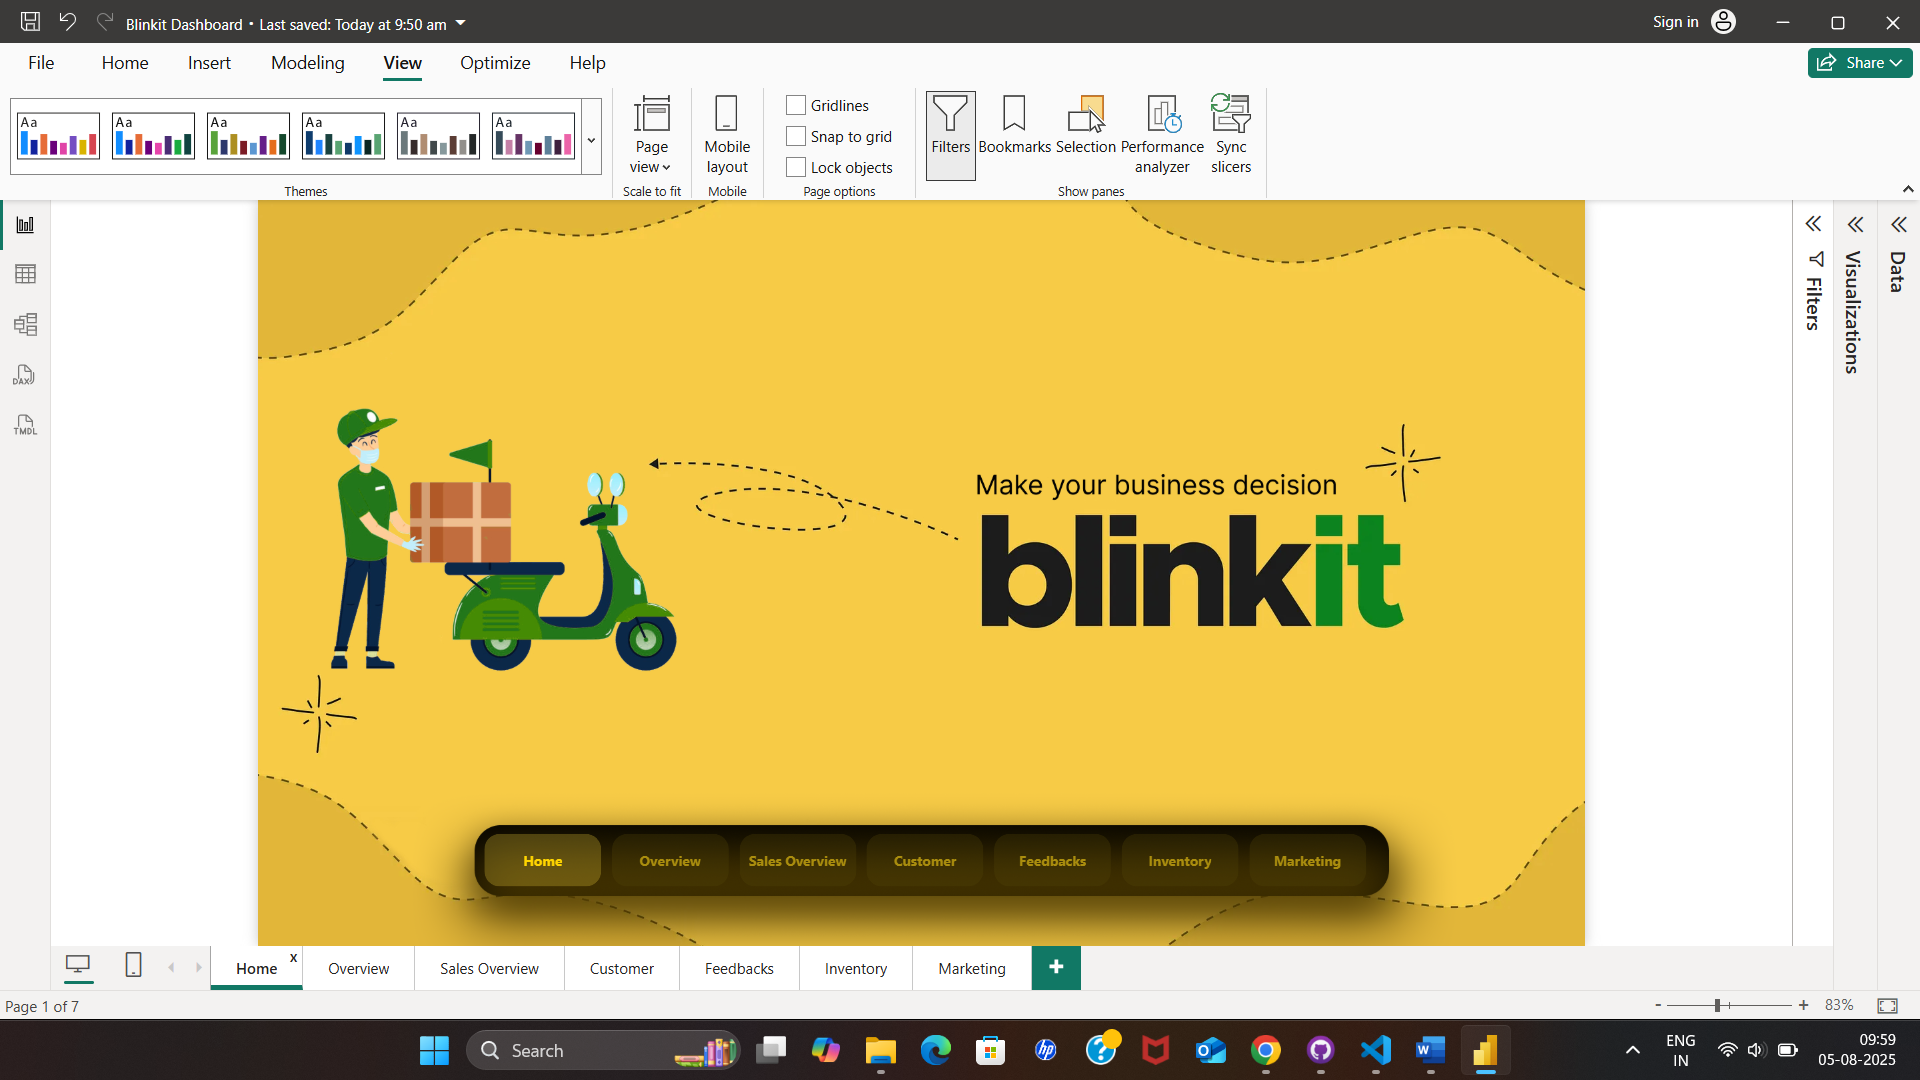 Blinkit Dashboard • Last saved: Today at 9:50 am
Sign in
File Home Insert Modeling View Optimize Help
Share
Aa Aa Aa Aa Aa Aa
Themes
Page view
Scale to fit
Mobile layout
Mobile
Gridlines
Snap to grid
Lock objects
Page options
Filters
Bookmarks
Selection
Performance analyzer
Sync slicers
Show panes
DAX
TMDL
Make your business decision
blinkit
Home Overview Sales Overview Customer Feedbacks Inventory Marketing
Filters
Visualizations
Data
Home x Overview Sales Overview Customer Feedbacks Inventory Marketing +
Page 1 of 7
- + 83%
Search
hp
ENG
IN
09:59
05-08-2025